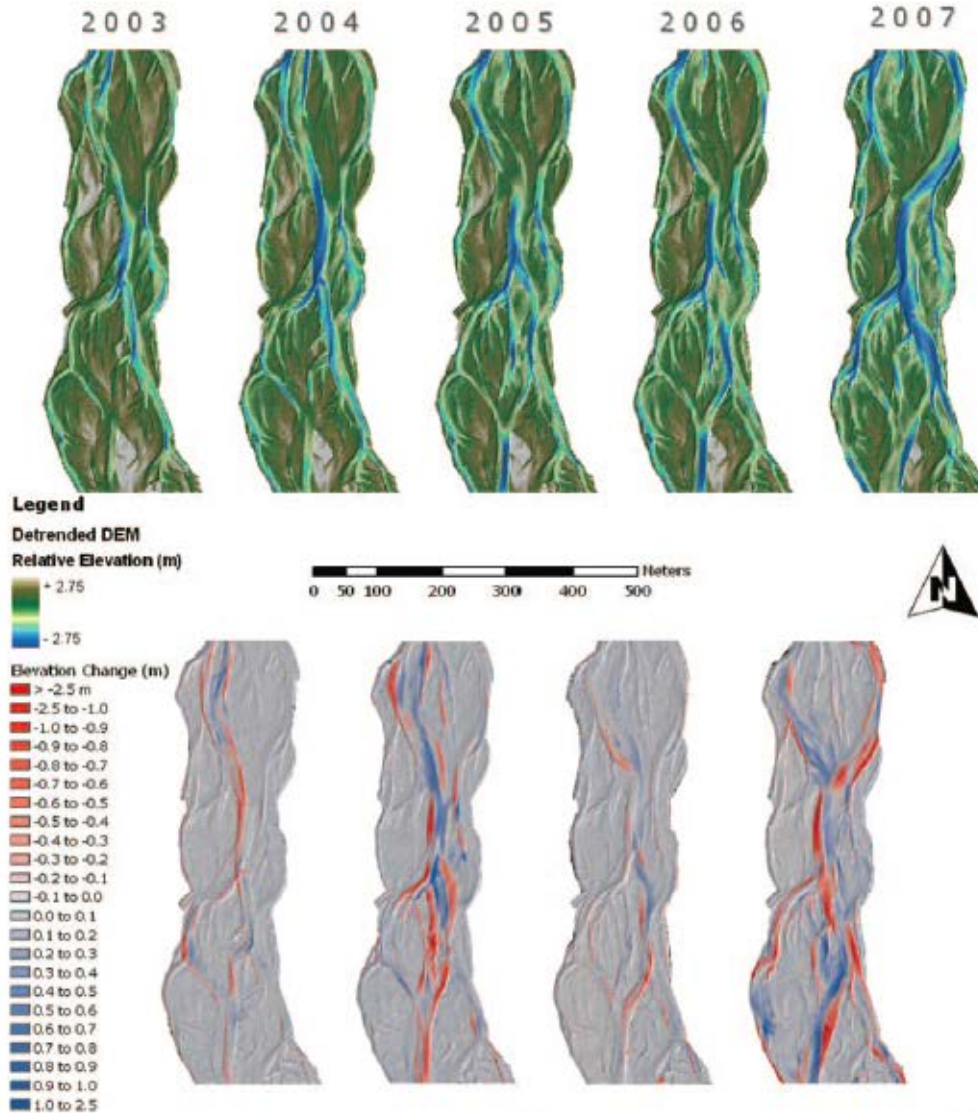 2003 2004 2005 2006 2007
Legend
Detrended DEM
Relative Elevation (m)
+ 2.75
- 2.75
Meters
0 50 100 200 300 400 500
N
Elevation Change (m)
> -2.5 m
-2.5 to -1.0
-1.0 to -0.9
-0.9 to -0.8
-0.8 to -0.7
-0.7 to -0.6
-0.6 to -0.5
-0.5 to -0.4
-0.4 to -0.3
-0.3 to -0.2
-0.2 to -0.1
-0.1 to 0.0
0.0 to 0.1
0.1 to 0.2
0.2 to 0.3
0.3 to 0.4
0.4 to 0.5
0.5 to 0.6
0.6 to 0.7
0.7 to 0.8
0.8 to 0.9
0.9 to 1.0
1.0 to 2.5